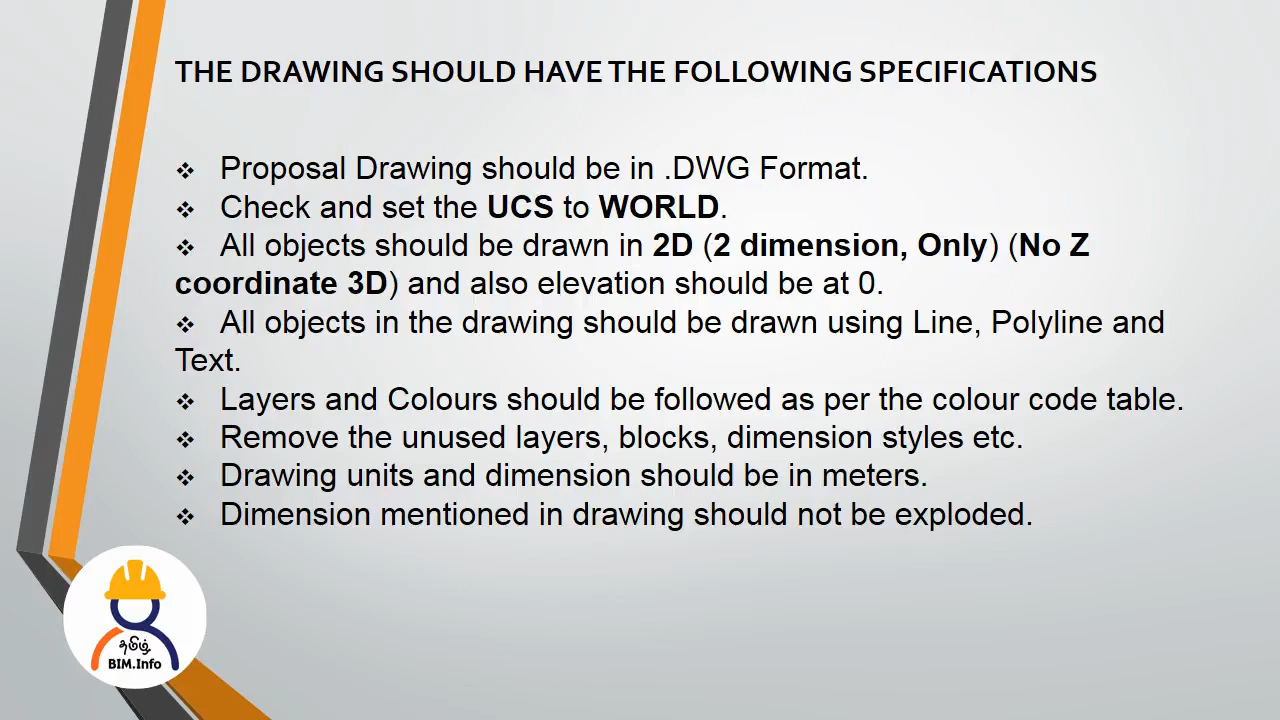 THE DRAWING SHOULD HAVE THE FOLLOWING SPECIFICATIONS
❖ Proposal Drawing should be in .DWG Format.
❖ Check and set the UCS to WORLD.
❖ All objects should be drawn in 2D (2 dimension, Only) (No Z
coordinate 3D) and also elevation should be at 0.
❖ All objects in the drawing should be drawn using Line, Polyline and
Text.
❖ Layers and Colours should be followed as per the colour code table.
❖ Remove the unused layers, blocks, dimension styles etc.
❖ Drawing units and dimension should be in meters.
❖ Dimension mentioned in drawing should not be exploded.
தமிழ்
BIM.Info